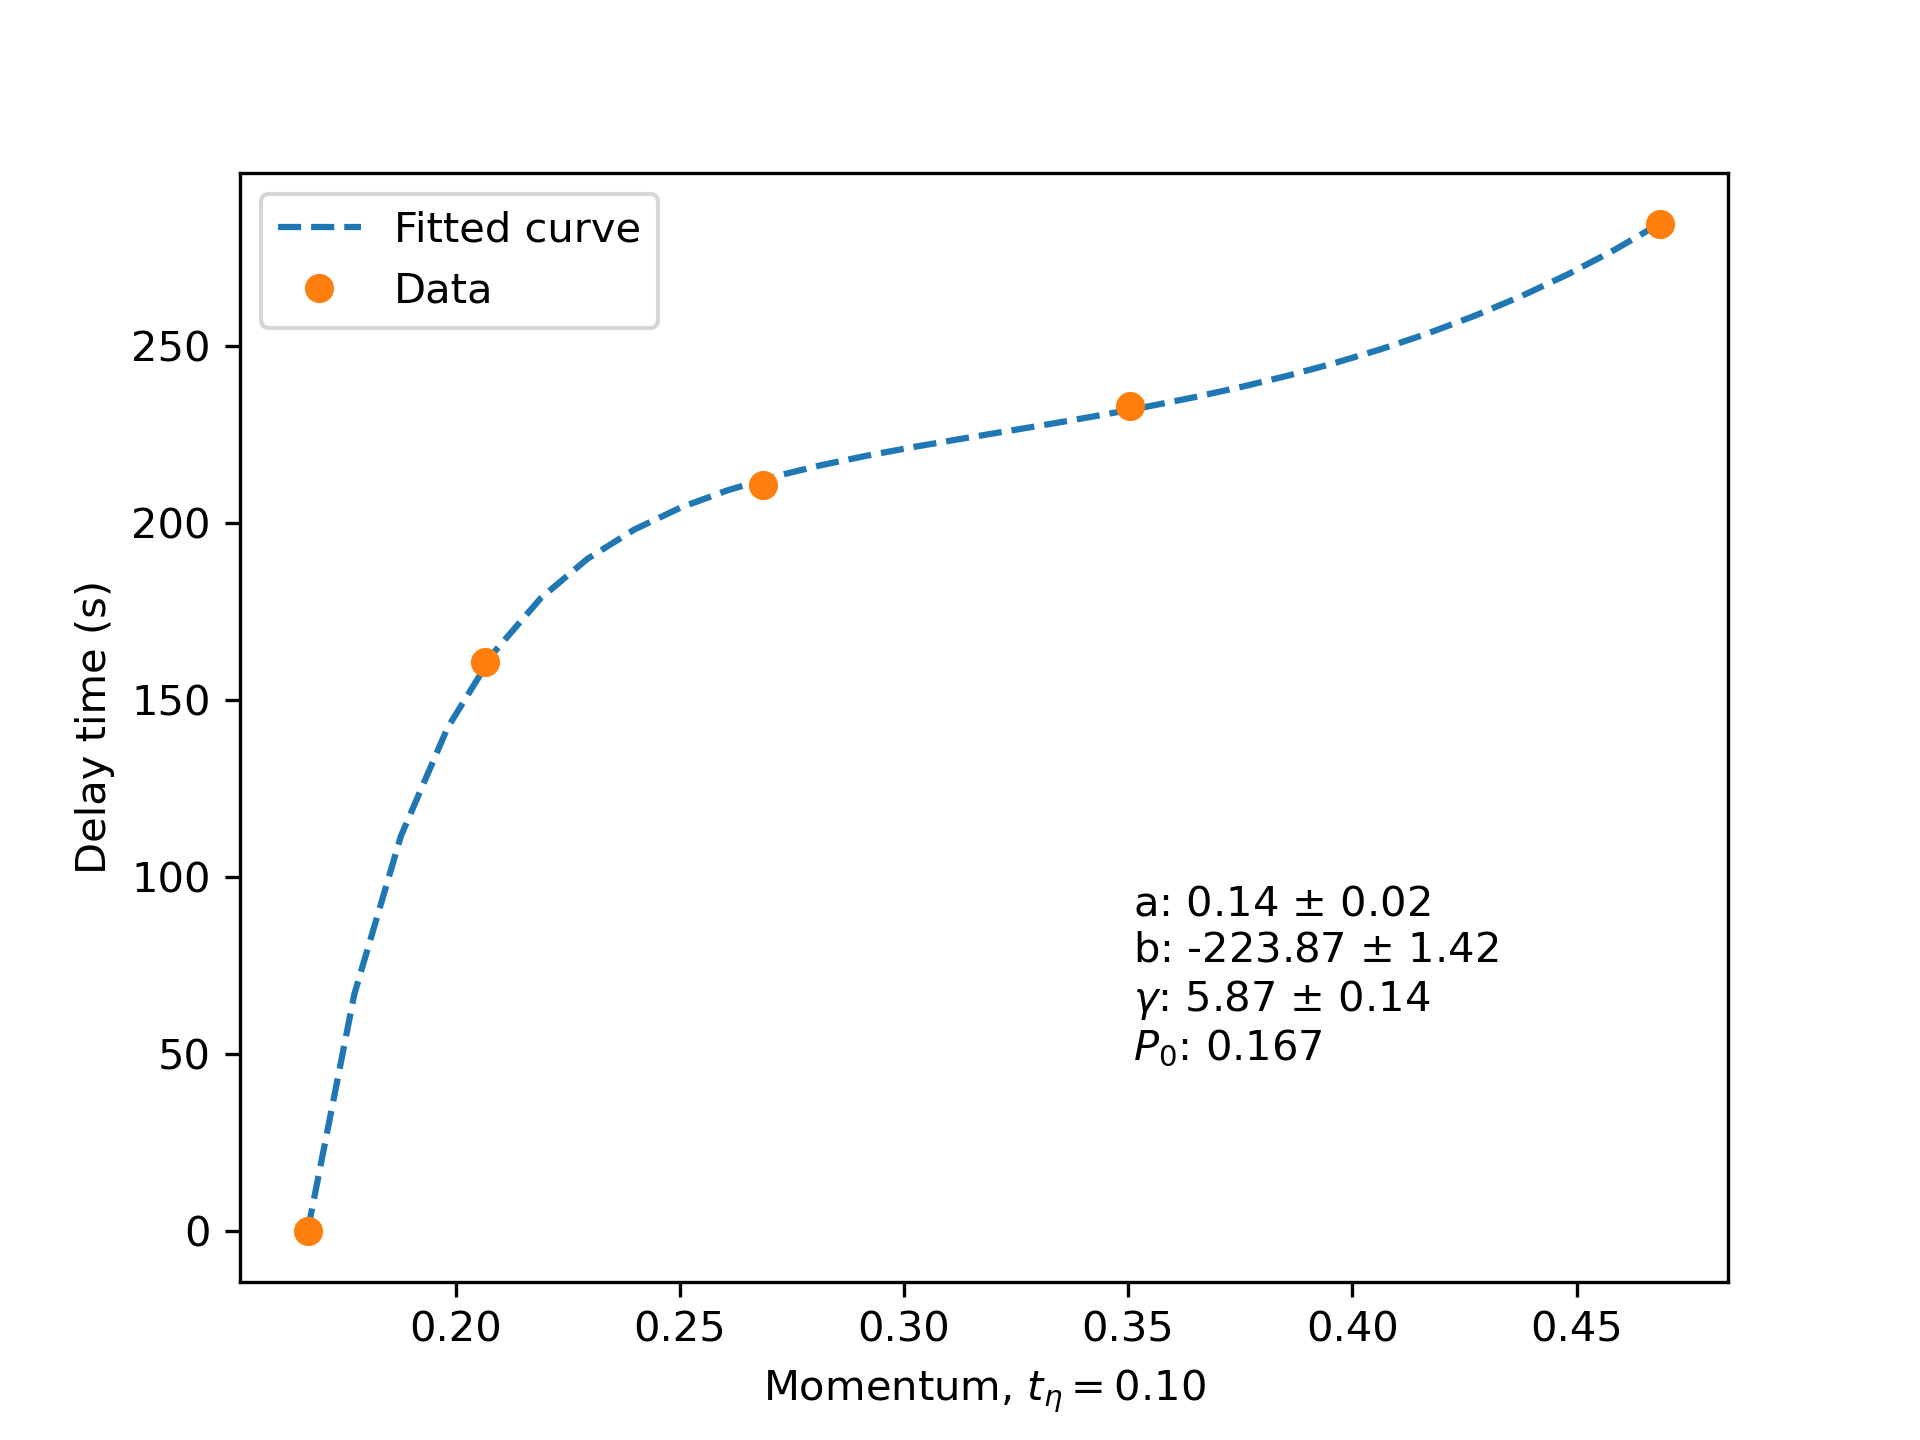 Fitted curve
Data
250
200
150
100
50
0
Delay time (s)
a: 0.14 ± 0.02
b: -223.87 ± 1.42
γ: 5.87 ± 0.14
P₀: 0.167
0.20 0.25 0.30 0.35 0.40 0.45
Momentum, tη = 0.10